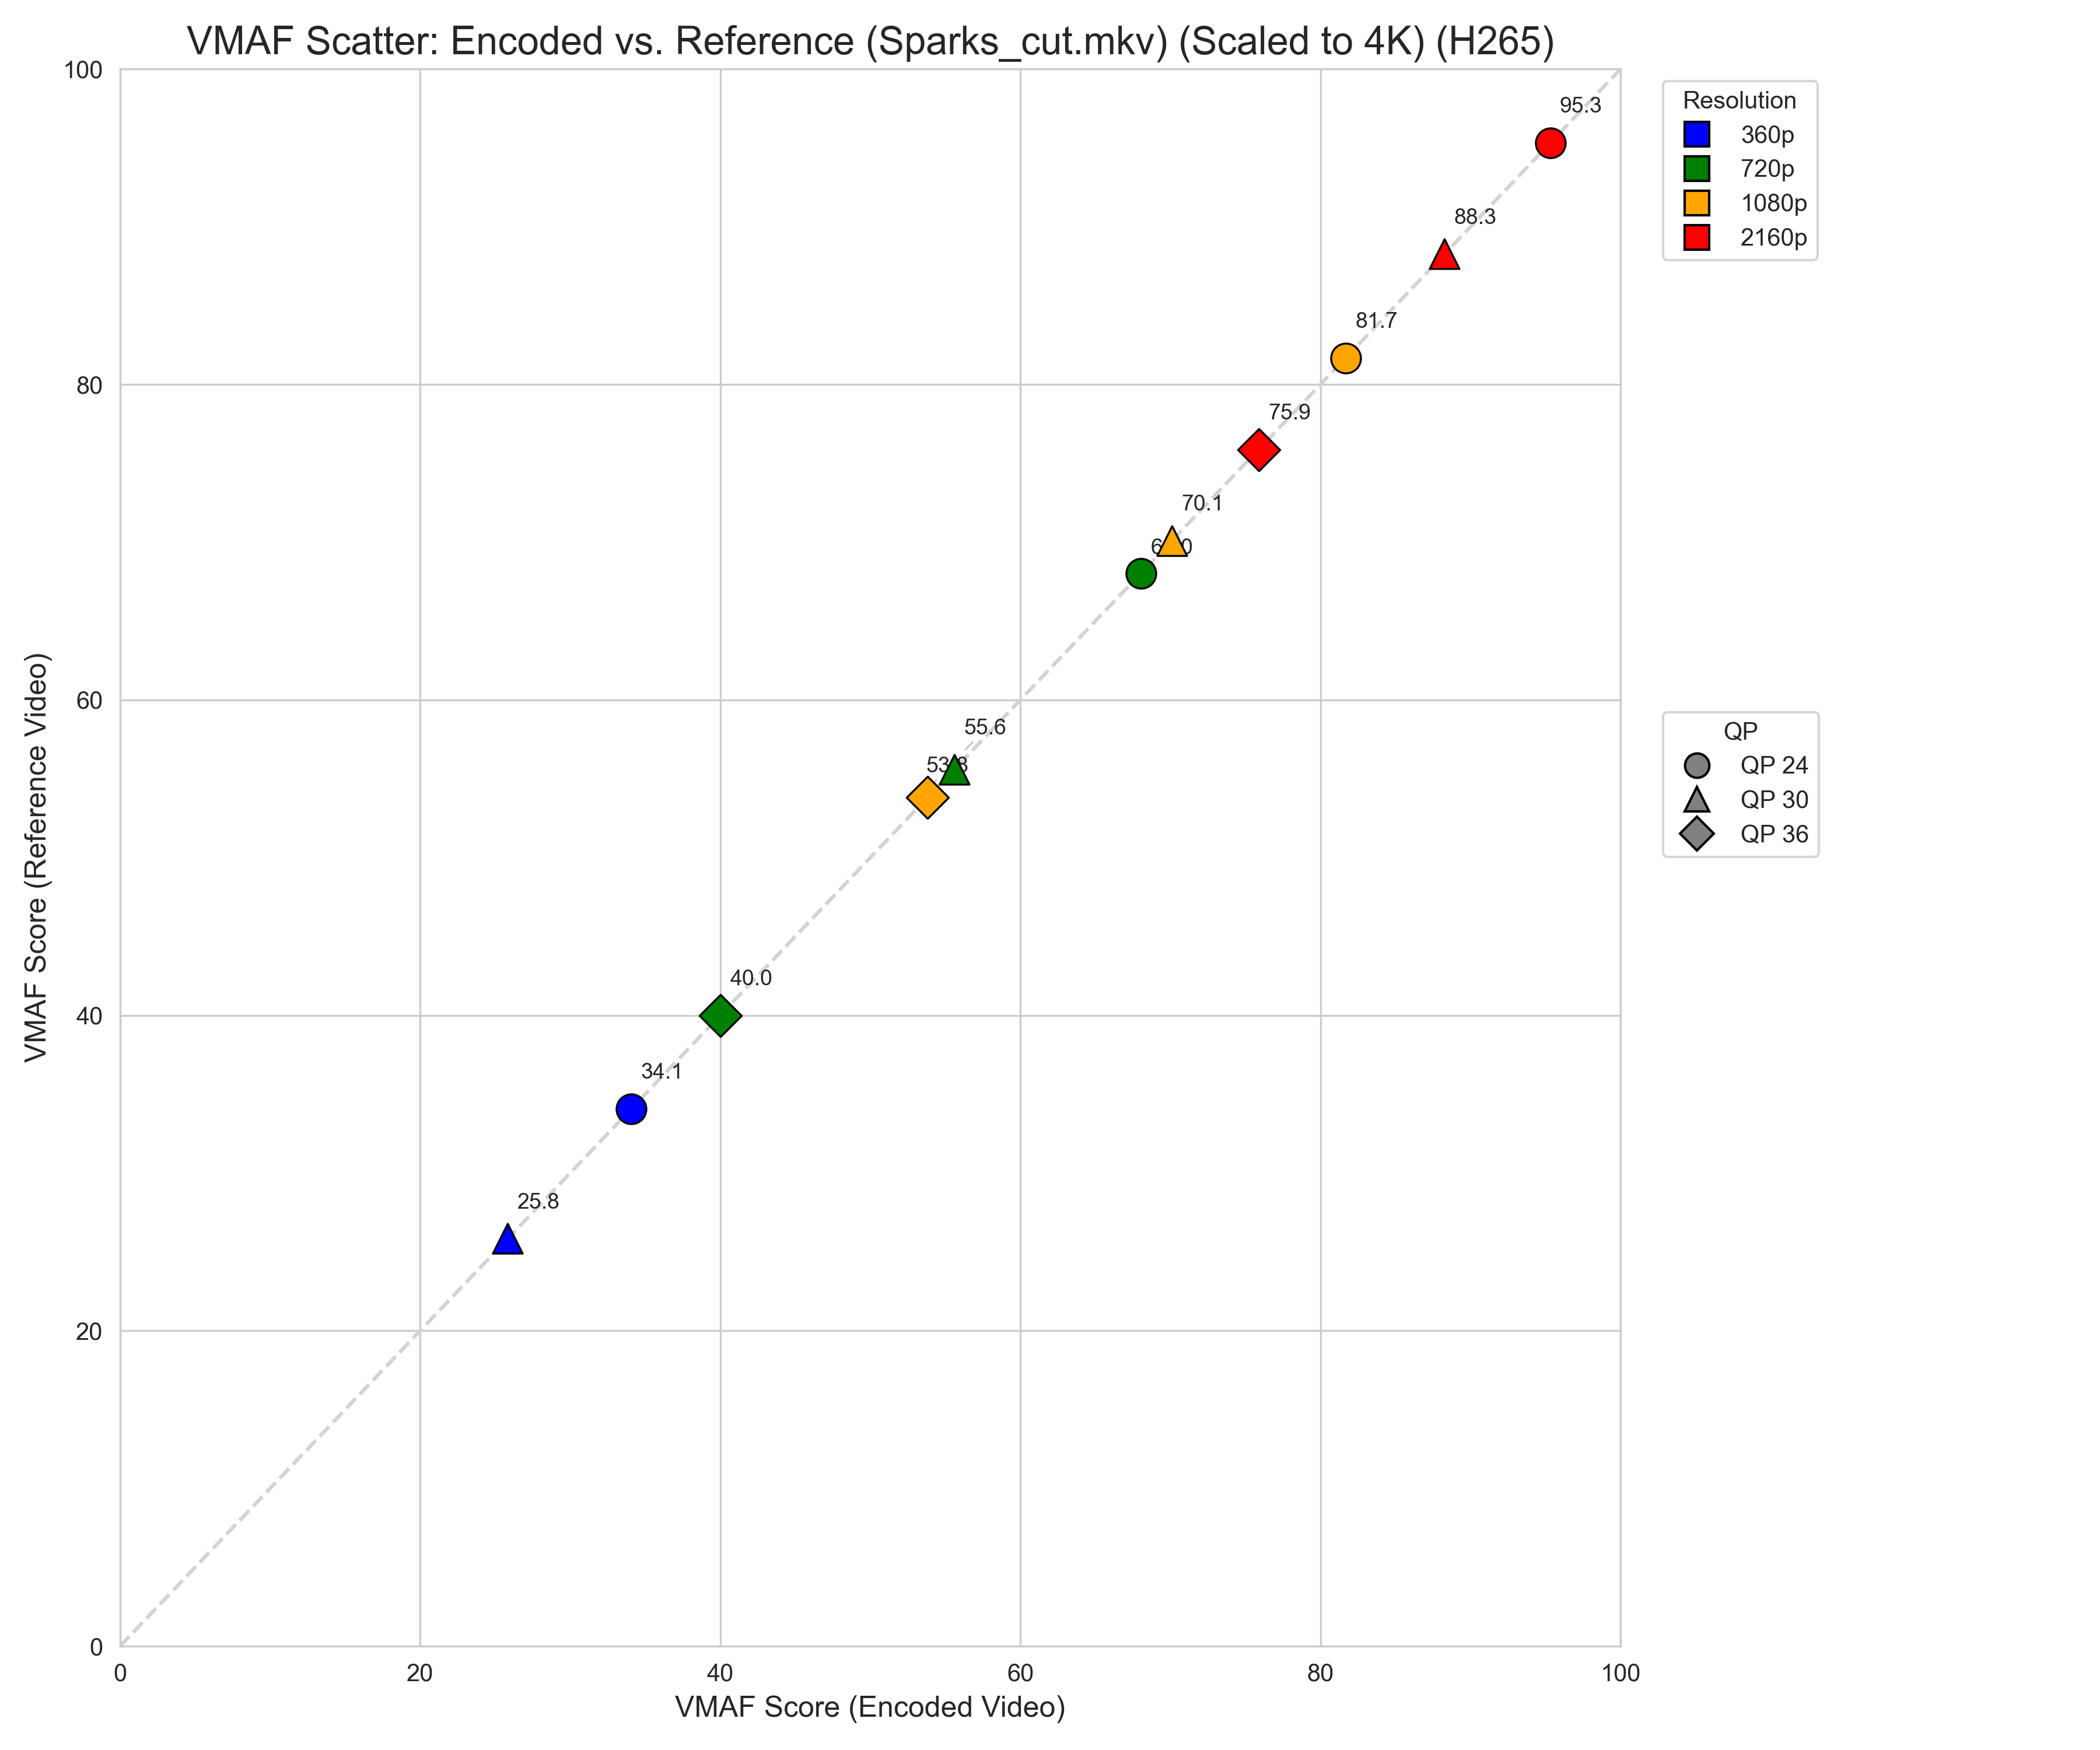 VMAF Scatter: Encoded vs. Reference (Sparks_cut.mkv) (Scaled to 4K) (H265)
100
80
60
40
20
0
VMAF Score (Reference Video)
95.3
88.3
81.7
75.9
70.1
55.6
53.8
40.0
34.1
25.8
0
20
40
60
80
100
VMAF Score (Encoded Video)
Resolution
360p
720p
1080p
2160p
QP
QP 24
QP 30
QP 36